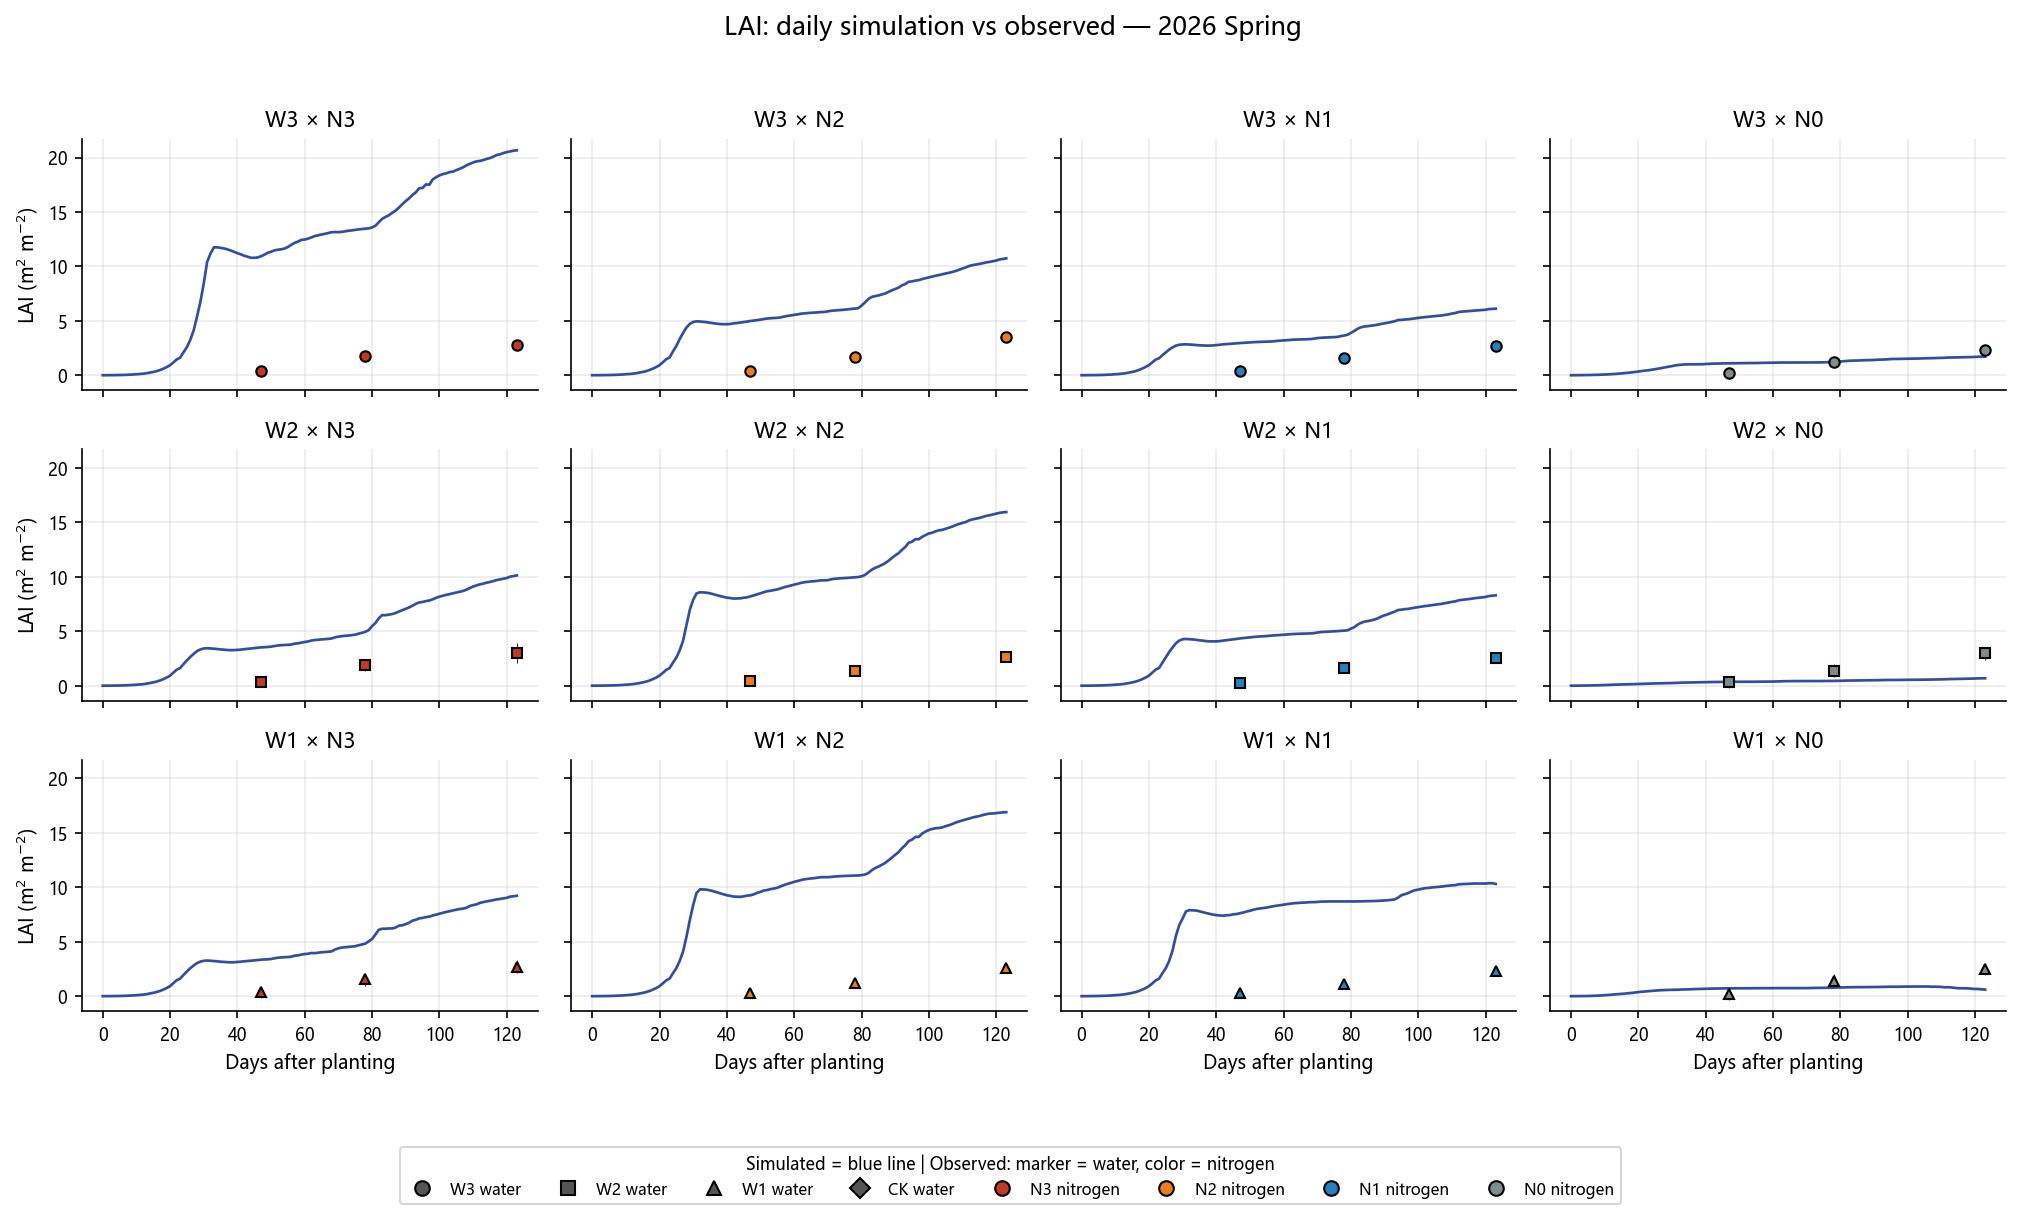 LAI: daily simulation vs observed — 2026 Spring
W3 × N3
W3 × N2
W3 × N1
W3 × N0
LAI (m² m⁻²)
20
15
10
5
0
W2 × N3
W2 × N2
W2 × N1
W2 × N0
LAI (m² m⁻²)
20
15
10
5
0
W1 × N3
W1 × N2
W1 × N1
W1 × N0
LAI (m² m⁻²)
20
15
10
5
0
0 20 40 60 80 100 120
0 20 40 60 80 100 120
0 20 40 60 80 100 120
0 20 40 60 80 100 120
Days after planting
Days after planting
Days after planting
Days after planting
Simulated = blue line | Observed: marker = water, color = nitrogen
W3 water W2 water W1 water CK water N3 nitrogen N2 nitrogen N1 nitrogen N0 nitrogen